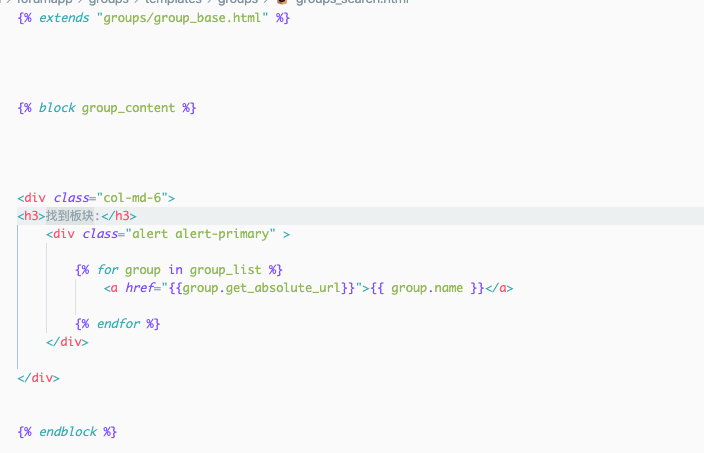 forumapp > groups > templates > groups > groups_search.html
{% extends "groups/group_base.html" %}
{% block group_content %}
<div class="col-md-6">
<h3>找到板块:</h3>
<div class="alert alert-primary" >
{% for group in group_list %}
<a href="{{group.get_absolute_url}}">{{ group.name }}</a>
{% endfor %}
</div>
</div>
{% endblock %}